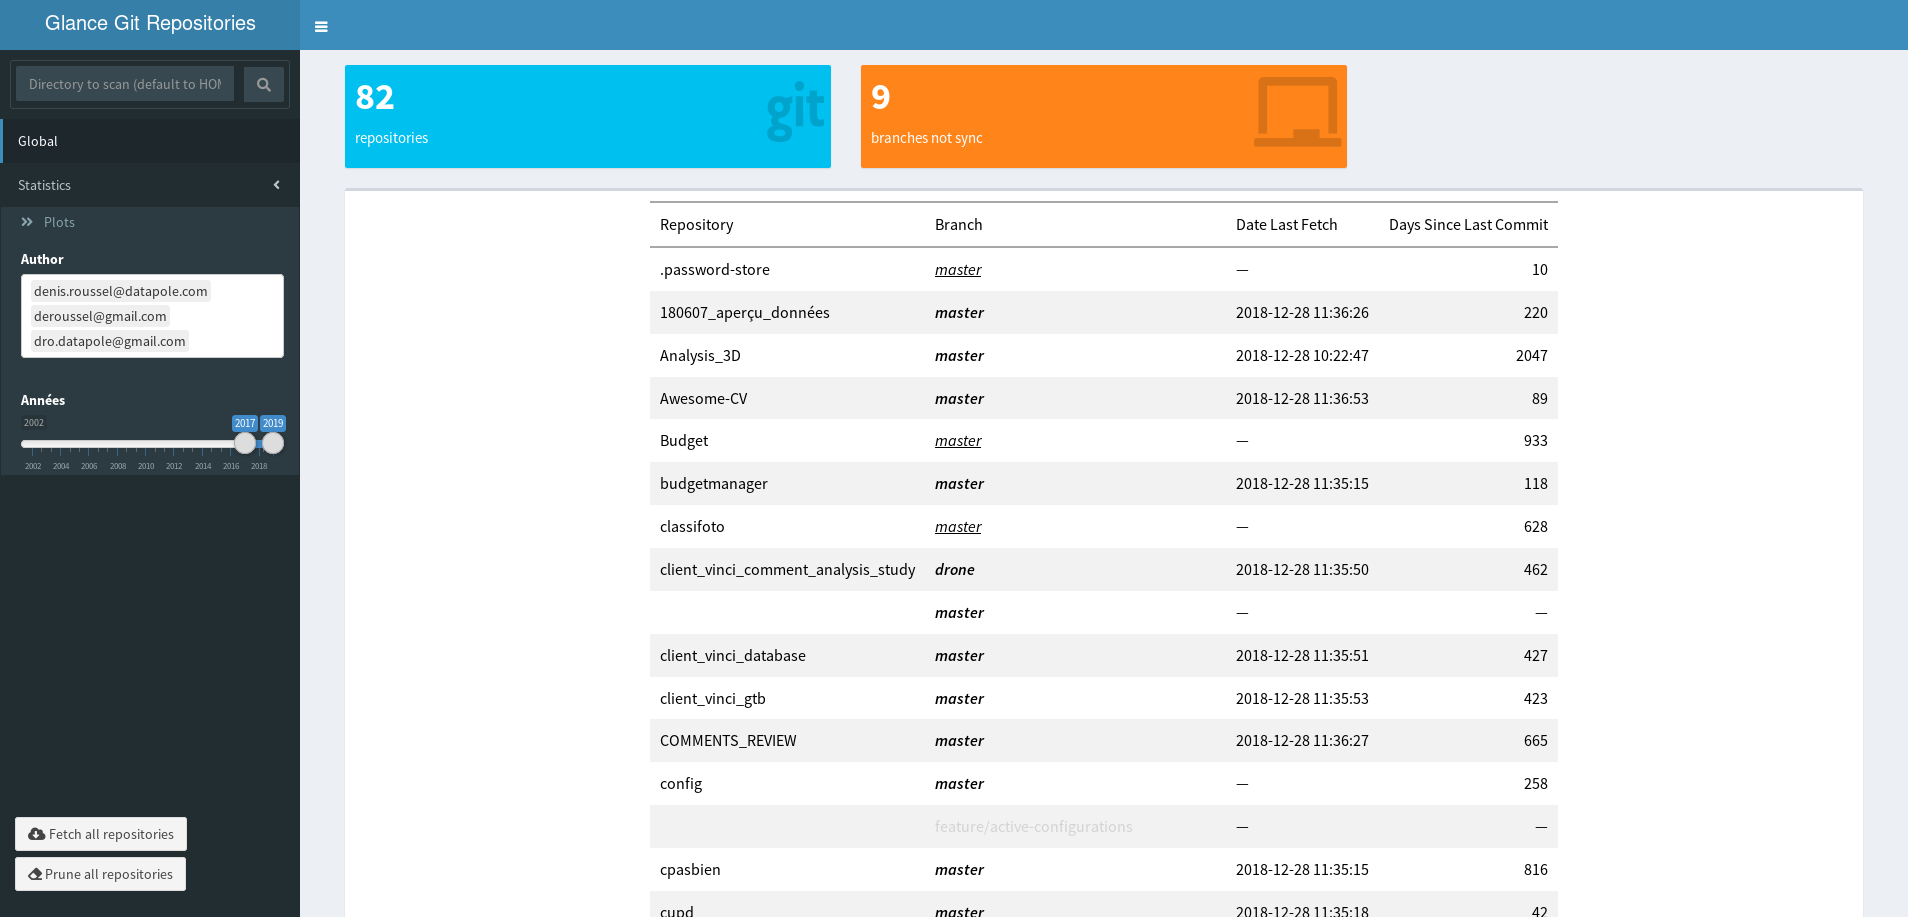 Glance Git Repositories
Directory to scan (default to HOM
Global
Statistics
Plots
Author
denis.roussel@datapole.com
deroussel@gmail.com
dro.datapole@gmail.com
Années
2002 2017 2019
2002 2004 2006 2008 2010 2012 2014 2016 2018
Fetch all repositories
Prune all repositories
82
repositories
git
9
branches not sync
Repository Branch Date Last Fetch Days Since Last Commit
.password-store master — 10
180607_aperçu_données master 2018-12-28 11:36:26 220
Analysis_3D master 2018-12-28 10:22:47 2047
Awesome-CV master 2018-12-28 11:36:53 89
Budget master — 933
budgetmanager master 2018-12-28 11:35:15 118
classifoto master — 628
client_vinci_comment_analysis_study drone 2018-12-28 11:35:50 462
master — —
client_vinci_database master 2018-12-28 11:35:51 427
client_vinci_gtb master 2018-12-28 11:35:53 423
COMMENTS_REVIEW master 2018-12-28 11:36:27 665
config master — 258
feature/active-configurations — —
cpasbien master 2018-12-28 11:35:15 816
cupd master 2018-12-28 11:35:18 42